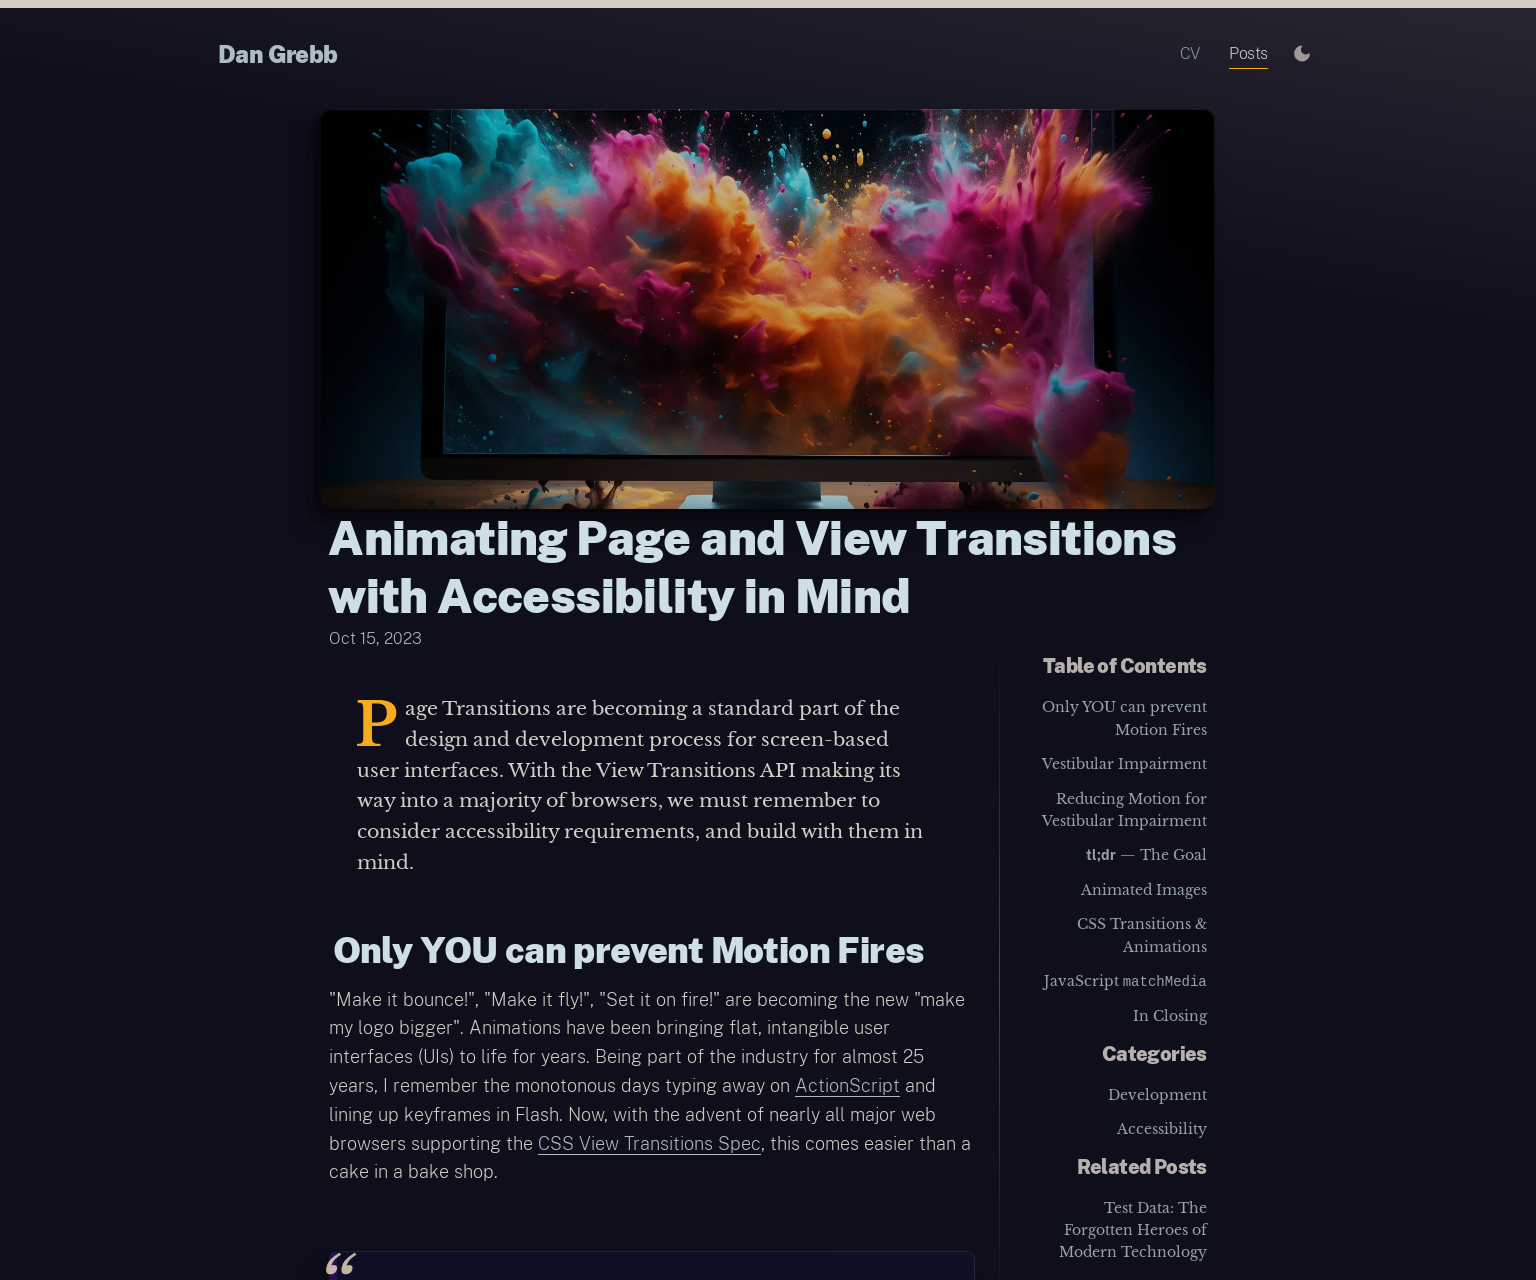 Dan Grebb
CV
Posts
Animating Page and View Transitions
with Accessibility in Mind
Oct 15, 2023
Page Transitions are becoming a standard part of the
design and development process for screen-based
user interfaces. With the View Transitions API making its
way into a majority of browsers, we must remember to
consider accessibility requirements, and build with them in
mind.
Only YOU can prevent Motion Fires
"Make it bounce!", "Make it fly!", "Set it on fire!" are becoming the new "make
my logo bigger". Animations have been bringing flat, intangible user
interfaces (UIs) to life for years. Being part of the industry for almost 25
years, I remember the monotonous days typing away on ActionScript and
lining up keyframes in Flash. Now, with the advent of nearly all major web
browsers supporting the CSS View Transitions Spec, this comes easier than a
cake in a bake shop.
“
Table of Contents
Only YOU can prevent
Motion Fires
Vestibular Impairment
Reducing Motion for
Vestibular Impairment
tl;dr — The Goal
Animated Images
CSS Transitions &
Animations
JavaScript matchMedia
In Closing
Categories
Development
Accessibility
Related Posts
Test Data: The
Forgotten Heroes of
Modern Technology